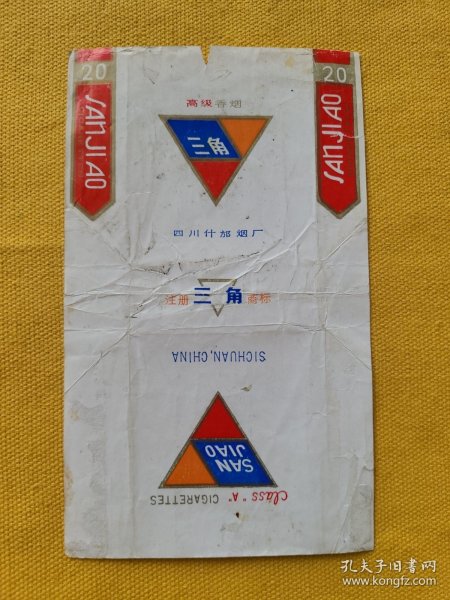 20
SANJIAO
20
SANJIAO
高级香烟
三角
四川什邡烟厂
注册 三角 商标
SICHUAN, CHINA
SAN
JIAO
Class "A" CIGARETTES
孔夫子旧书网
www.kongfz.com